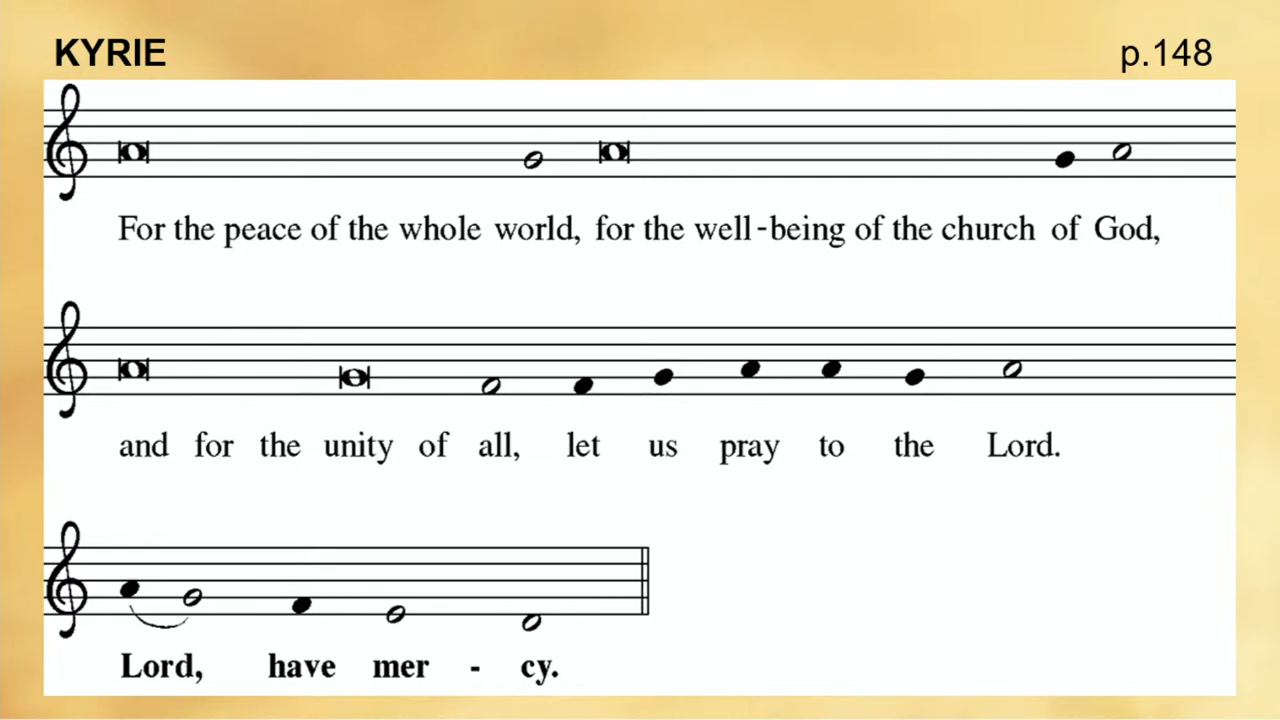 KYRIE p.148
For the peace of the whole world, for the well-being of the church of God,
and for the unity of all, let us pray to the Lord.
Lord, have mer - cy.